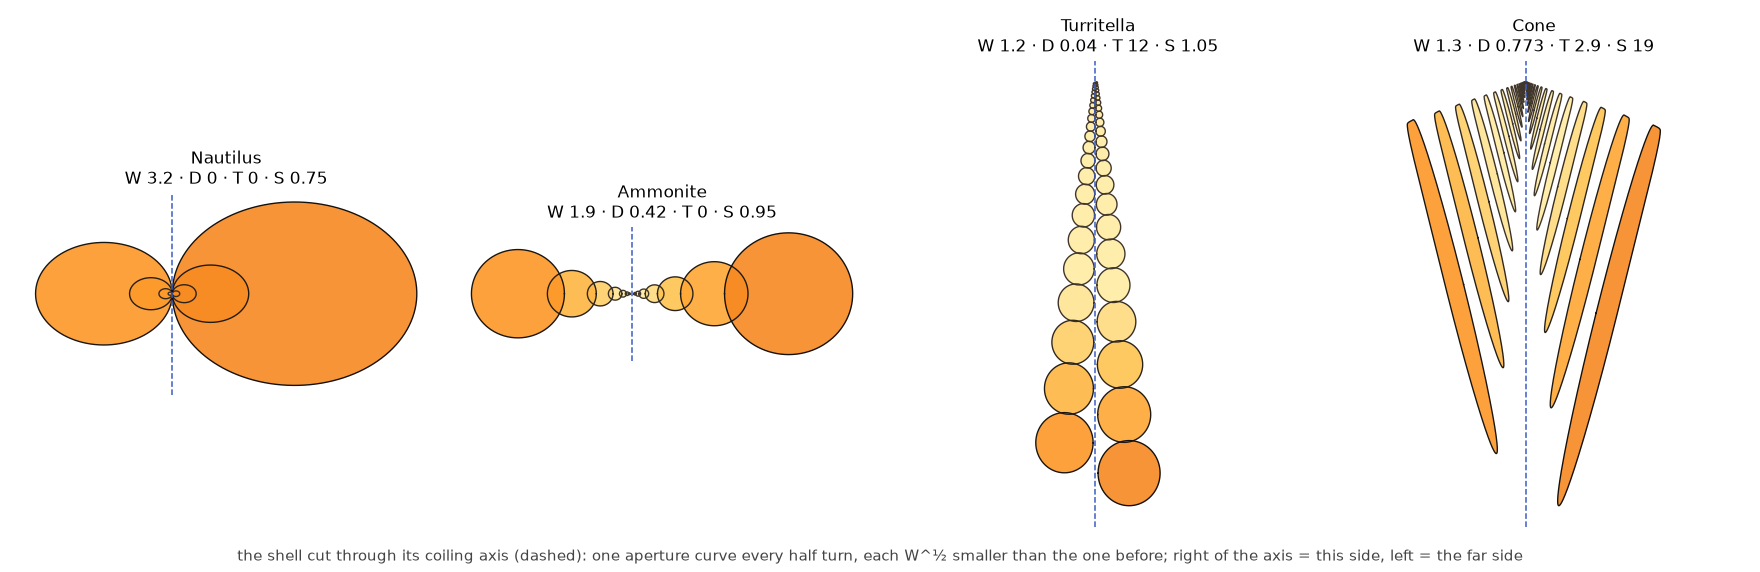 Nautilus
W 3.2 · D 0 · T 0 · S 0.75
Ammonite
W 1.9 · D 0.42 · T 0 · S 0.95
Turritella
W 1.2 · D 0.04 · T 12 · S 1.05
Cone
W 1.3 · D 0.773 · T 2.9 · S 19
the shell cut through its coiling axis (dashed): one aperture curve every half turn, each W^½ smaller than the one before; right of the axis = this side, left = the far side